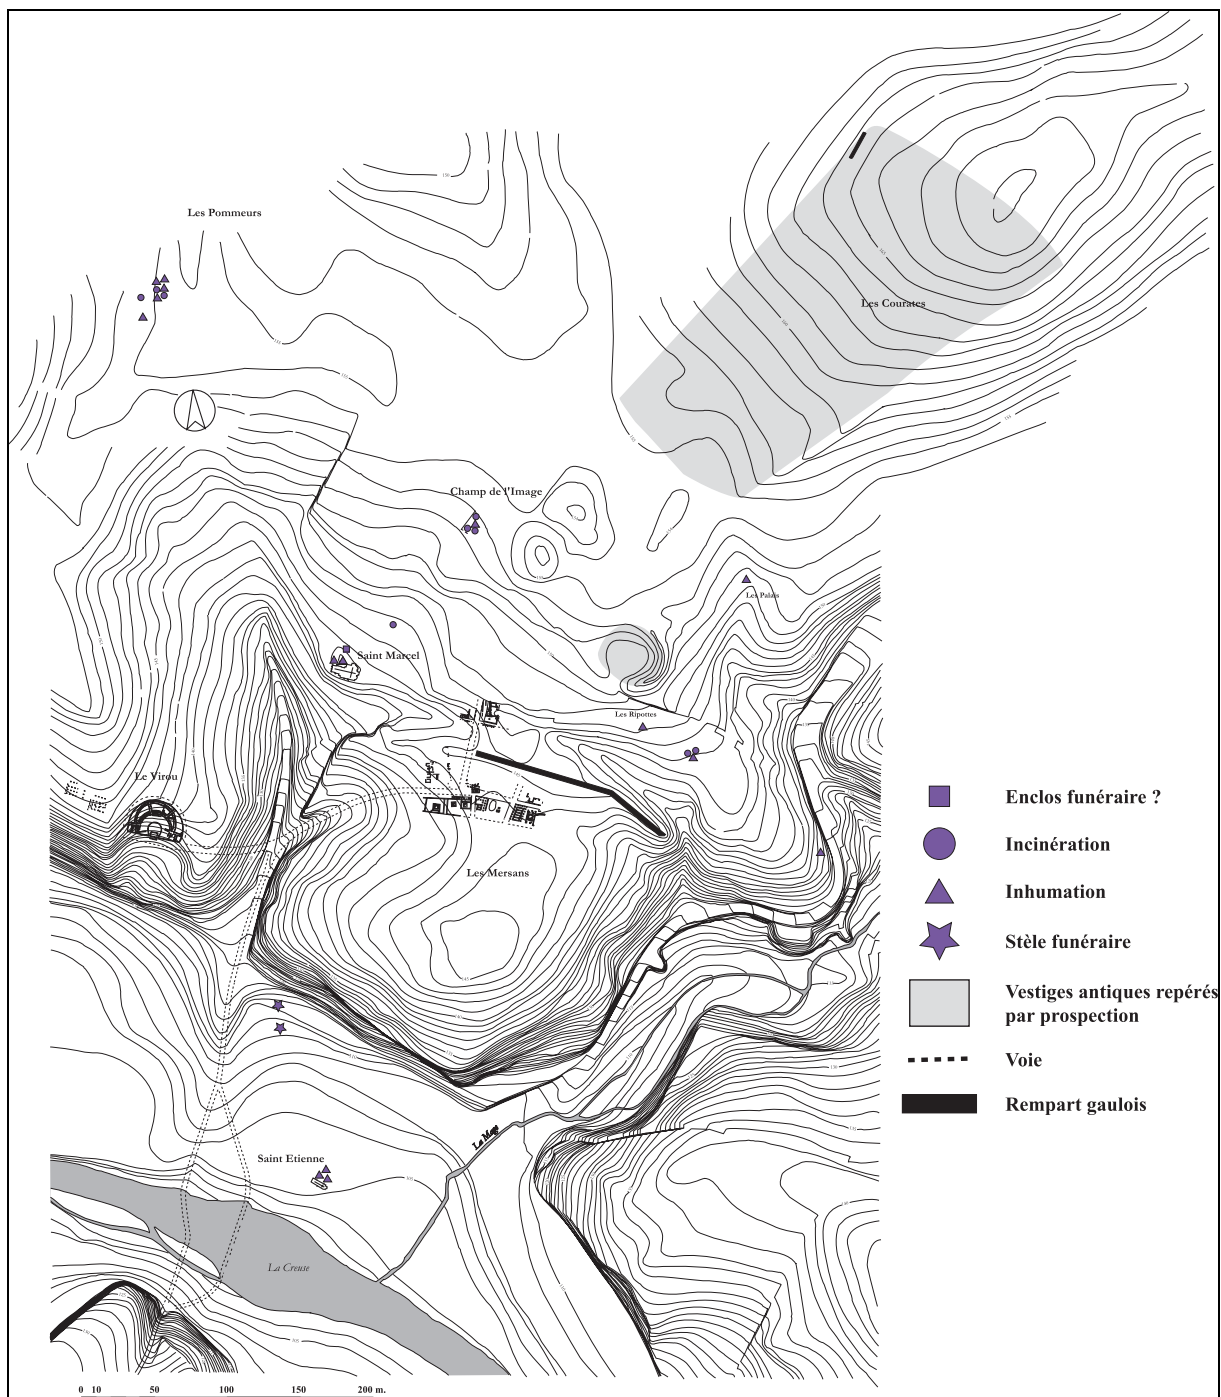 Les Pommeurs
Les Courates
Champ de l'Image
Les Palais
Saint Marcel
Les Ripottes
Le Virou
Les Mersans
Saint Etienne
La Creuse
Enclos funéraire ?
Incinération
Inhumation
Stèle funéraire
Vestiges antiques repérés
par prospection
Voie
Rempart gaulois
0 10 50 100 150 200 m.